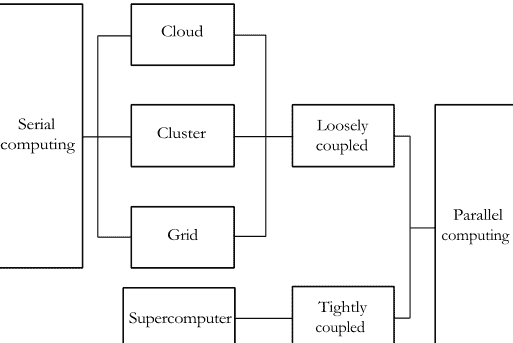 Cloud
Serial
computing
Cluster
Loosely
coupled
Grid
Parallel
computing
Supercomputer
Tightly
coupled